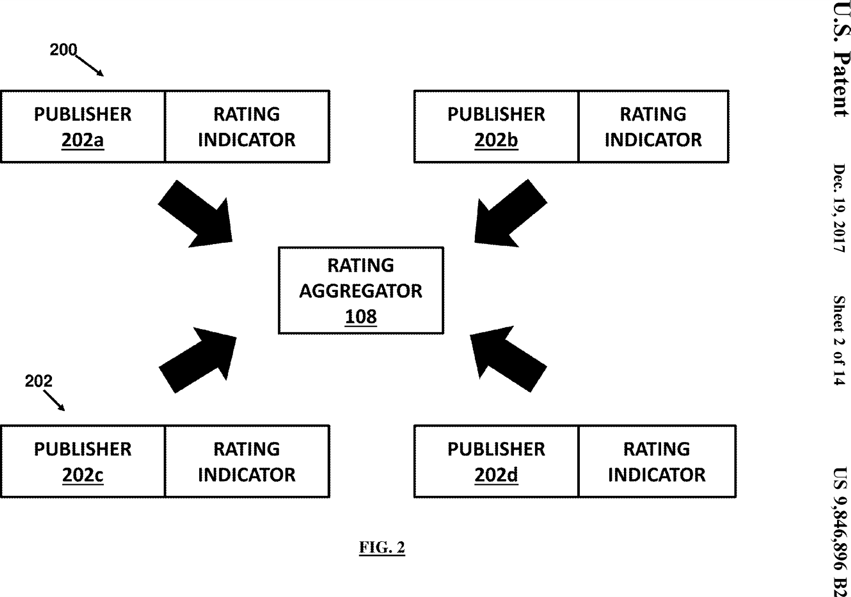 200
PUBLISHER
202a
RATING
INDICATOR
PUBLISHER
202b
RATING
INDICATOR
RATING
AGGREGATOR
108
202
PUBLISHER
202c
RATING
INDICATOR
PUBLISHER
202d
RATING
INDICATOR
FIG. 2
U.S. Patent Dec. 19, 2017 Sheet 2 of 14 US 9,846,896 B2